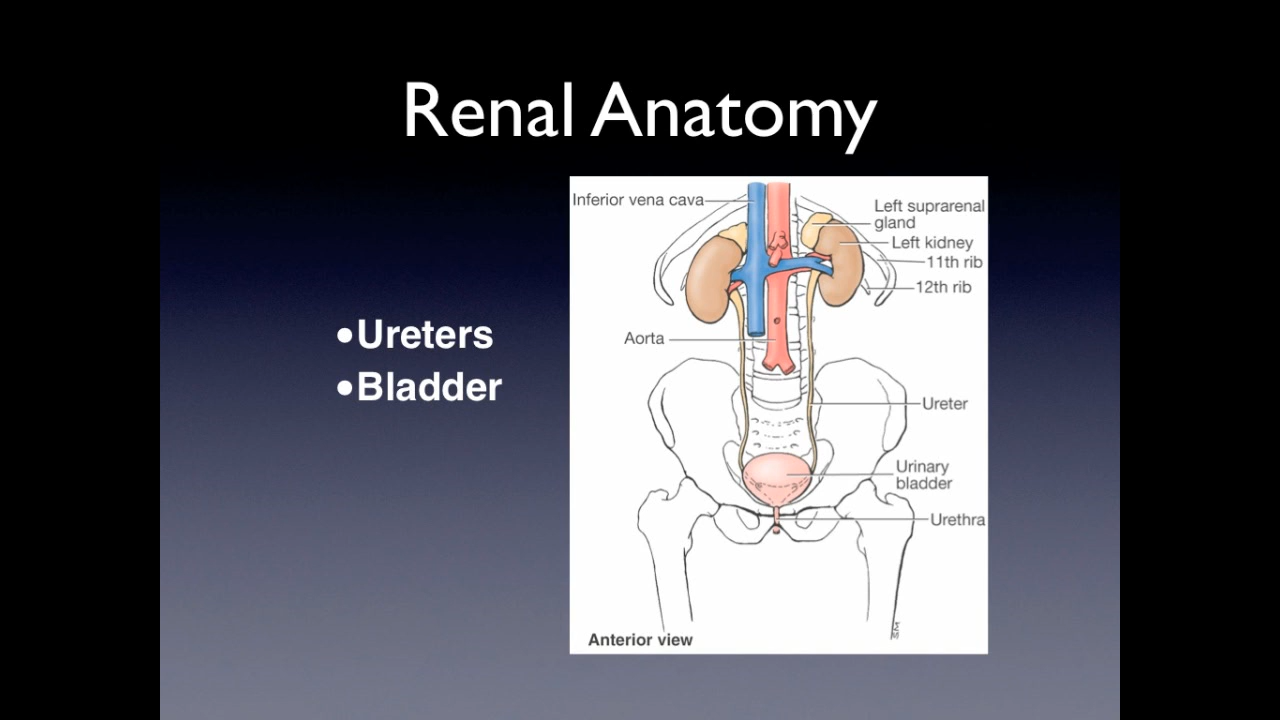 Renal Anatomy
•Ureters
•Bladder
Inferior vena cava
Left suprarenal
gland
Left kidney
11th rib
12th rib
Aorta
Ureter
Urinary
bladder
Urethra
Anterior view